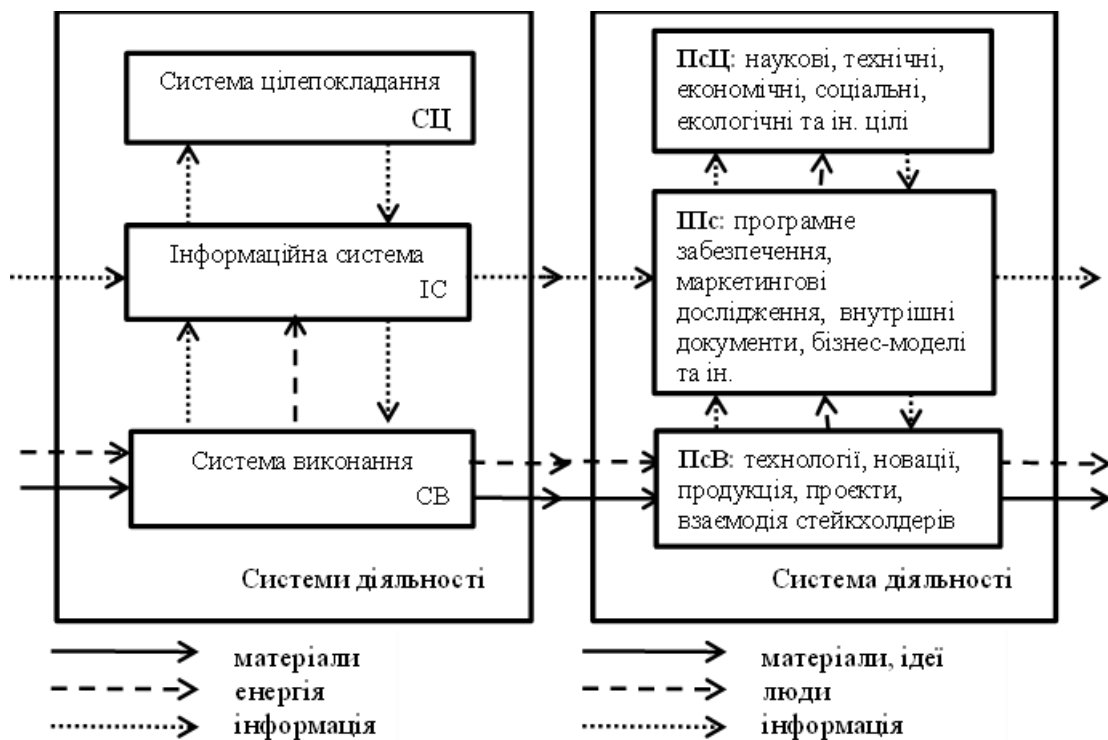 Система цілепокладання
СЦ
Інформаційна система
ІС
Система виконання
СВ
Системи діяльності
матеріали
енергія
інформація
ПсЦ: наукові, технічні,
економічні, соціальні,
екологічні та ін. цілі
ІПс: програмне
забезпечення,
маркетингові
дослідження, внутрішні
документи, бізнес-моделі
та ін.
ПсВ: технології, новації,
продукція, проєкти,
взаємодія стейкхолдерів
Система діяльності
матеріали, ідеї
люди
інформація